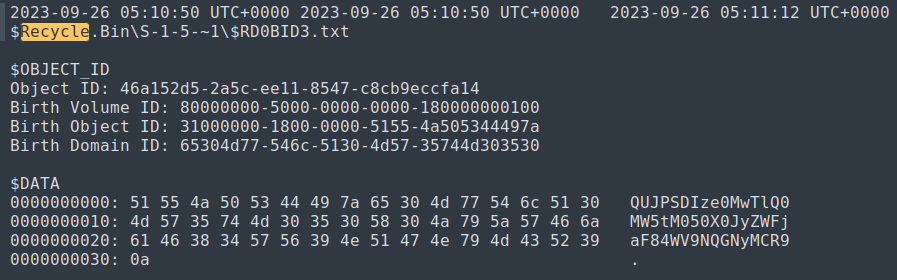 2023-09-26 05:10:50 UTC+0000 2023-09-26 05:10:50 UTC+0000   2023-09-26 05:11:12 UTC+0000
$Recycle.Bin\S-1-5-~1\$RD0BID3.txt

$OBJECT_ID
Object ID: 46a152d5-2a5c-ee11-8547-c8cb9eccfa14
Birth Volume ID: 80000000-5000-0000-0000-180000000100
Birth Object ID: 31000000-1800-0000-5155-4a505344497a
Birth Domain ID: 65304d77-546c-5130-4d57-35744d303530

$DATA
0000000000: 51 55 4a 50 53 44 49 7a 65 30 4d 77 54 6c 51 30   QUJPSDIze0MwTlQ0
0000000010: 4d 57 35 74 4d 30 35 30 58 30 4a 79 5a 57 46 6a   MW5tM050X0JyZWFj
0000000020: 61 46 38 34 57 56 39 4e 51 47 4e 79 4d 43 52 39   aF84WV9NQGNyMCR9
0000000030: 0a                                                .